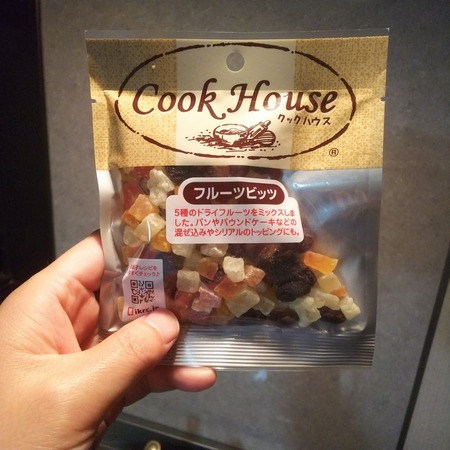 Cook House
クックハウス
®
フルーツビッツ
5種のドライフルーツをミックスしま
した。パンやパウンドケーキなどの
混ぜ込みやシリアルのトッピングにも。